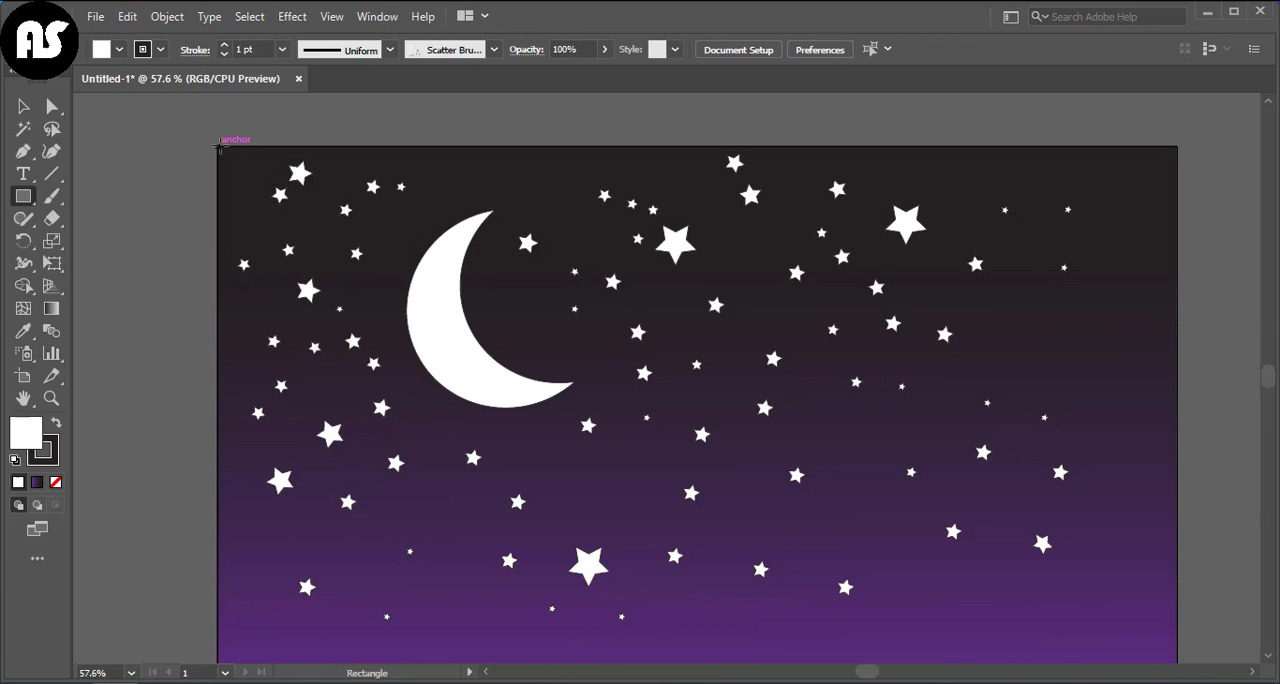 AS
File Edit Object Type Select Effect View Window Help
Search Adobe Help
Stroke: 1 pt Uniform Scatter Bru... Opacity: 100% Style: Document Setup Preferences
Untitled-1* @ 57.6 % (RGB/CPU Preview) ×
anchor
57.6% 1 Rectangle